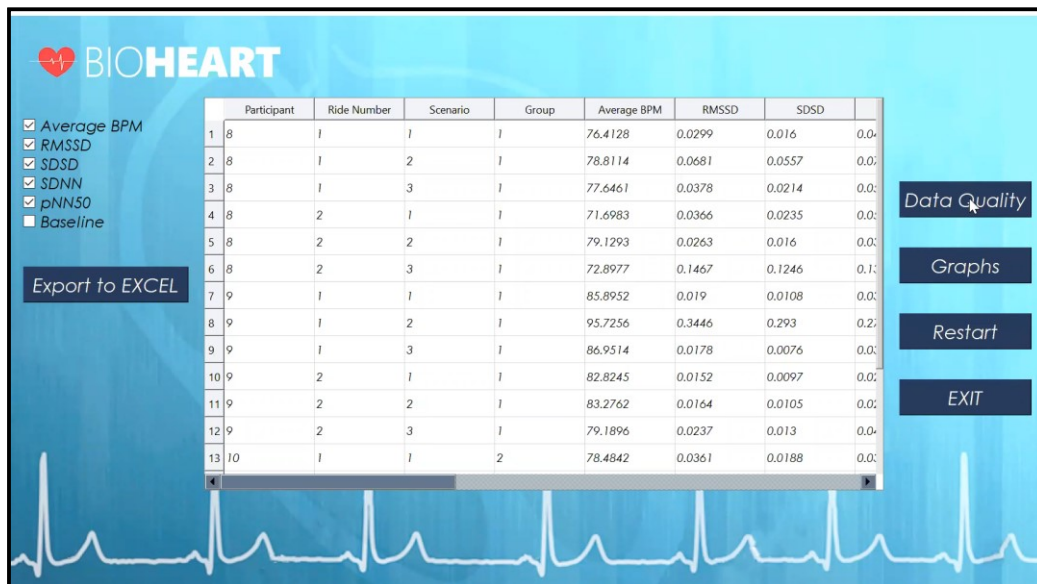 BIOHEART
Average BPM
RMSSD
SDSD
SDNN
pNN50
Baseline
Export to EXCEL
Participant Ride Number Scenario Group Average BPM RMSSD SDSD
1 8 1 1 1 76.4128 0.0299 0.016
2 8 1 2 1 78.8114 0.0681 0.0557
3 8 1 3 1 77.6461 0.0378 0.0214
4 8 2 1 1 71.6983 0.0366 0.0235
5 8 2 2 1 79.1293 0.0263 0.016
6 8 2 3 1 72.8977 0.1467 0.1246
7 9 1 1 1 85.8952 0.019 0.0108
8 9 1 2 1 95.7256 0.3446 0.293
9 9 1 3 1 86.9514 0.0178 0.0076
10 9 2 1 1 82.8245 0.0152 0.0097
11 9 2 2 1 83.2762 0.0164 0.0105
12 9 2 3 1 79.1896 0.0237 0.013
13 10 1 1 2 78.4842 0.0361 0.0188
Data Quality
Graphs
Restart
EXIT